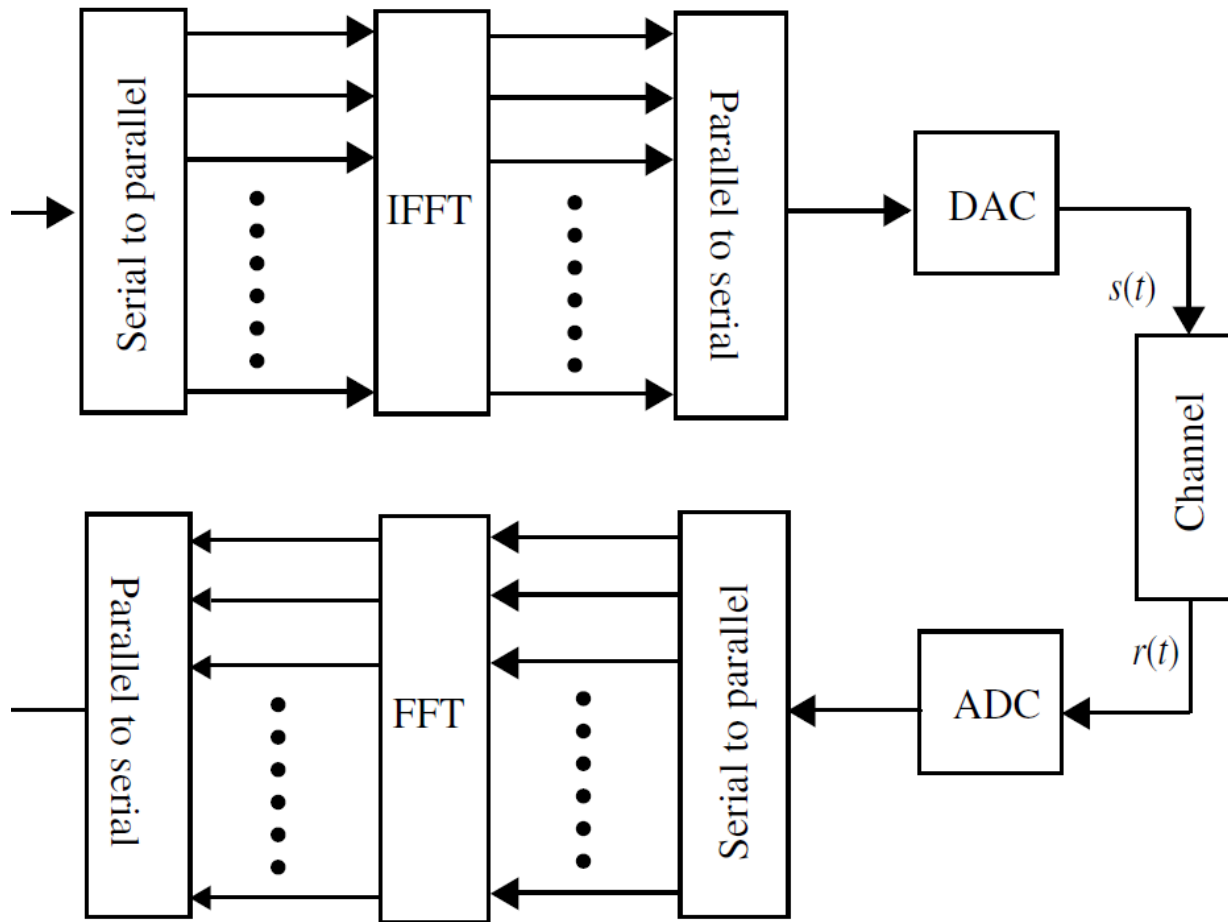 Serial to parallel
IFFT
Parallel to serial
DAC
s(t)
Channel
r(t)
ADC
Serial to parallel
FFT
Parallel to serial